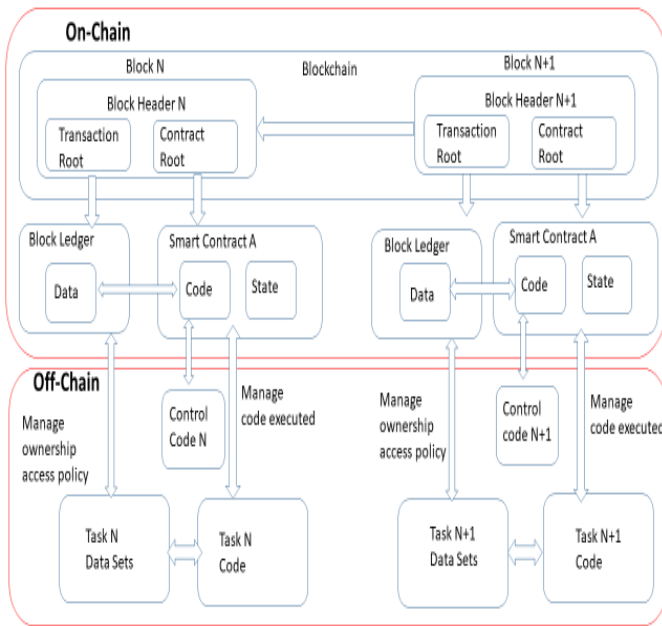 On-Chain
Block N
Blockchain
Block N+1
Block Header N
Block Header N+1
Transaction
Root
Contract
Root
Transaction
Root
Contract
Root
Block Ledger
Smart Contract A
Block Ledger
Smart Contract A
Data
Code
State
Data
Code
State
Off-Chain
Manage
ownership
access policy
Control
Code N
Manage
code executed
Manage
ownership
access policy
Control
code N+1
Manage
code executed
Task N
Data Sets
Task N
Code
Task N+1
Data Sets
Task N+1
Code